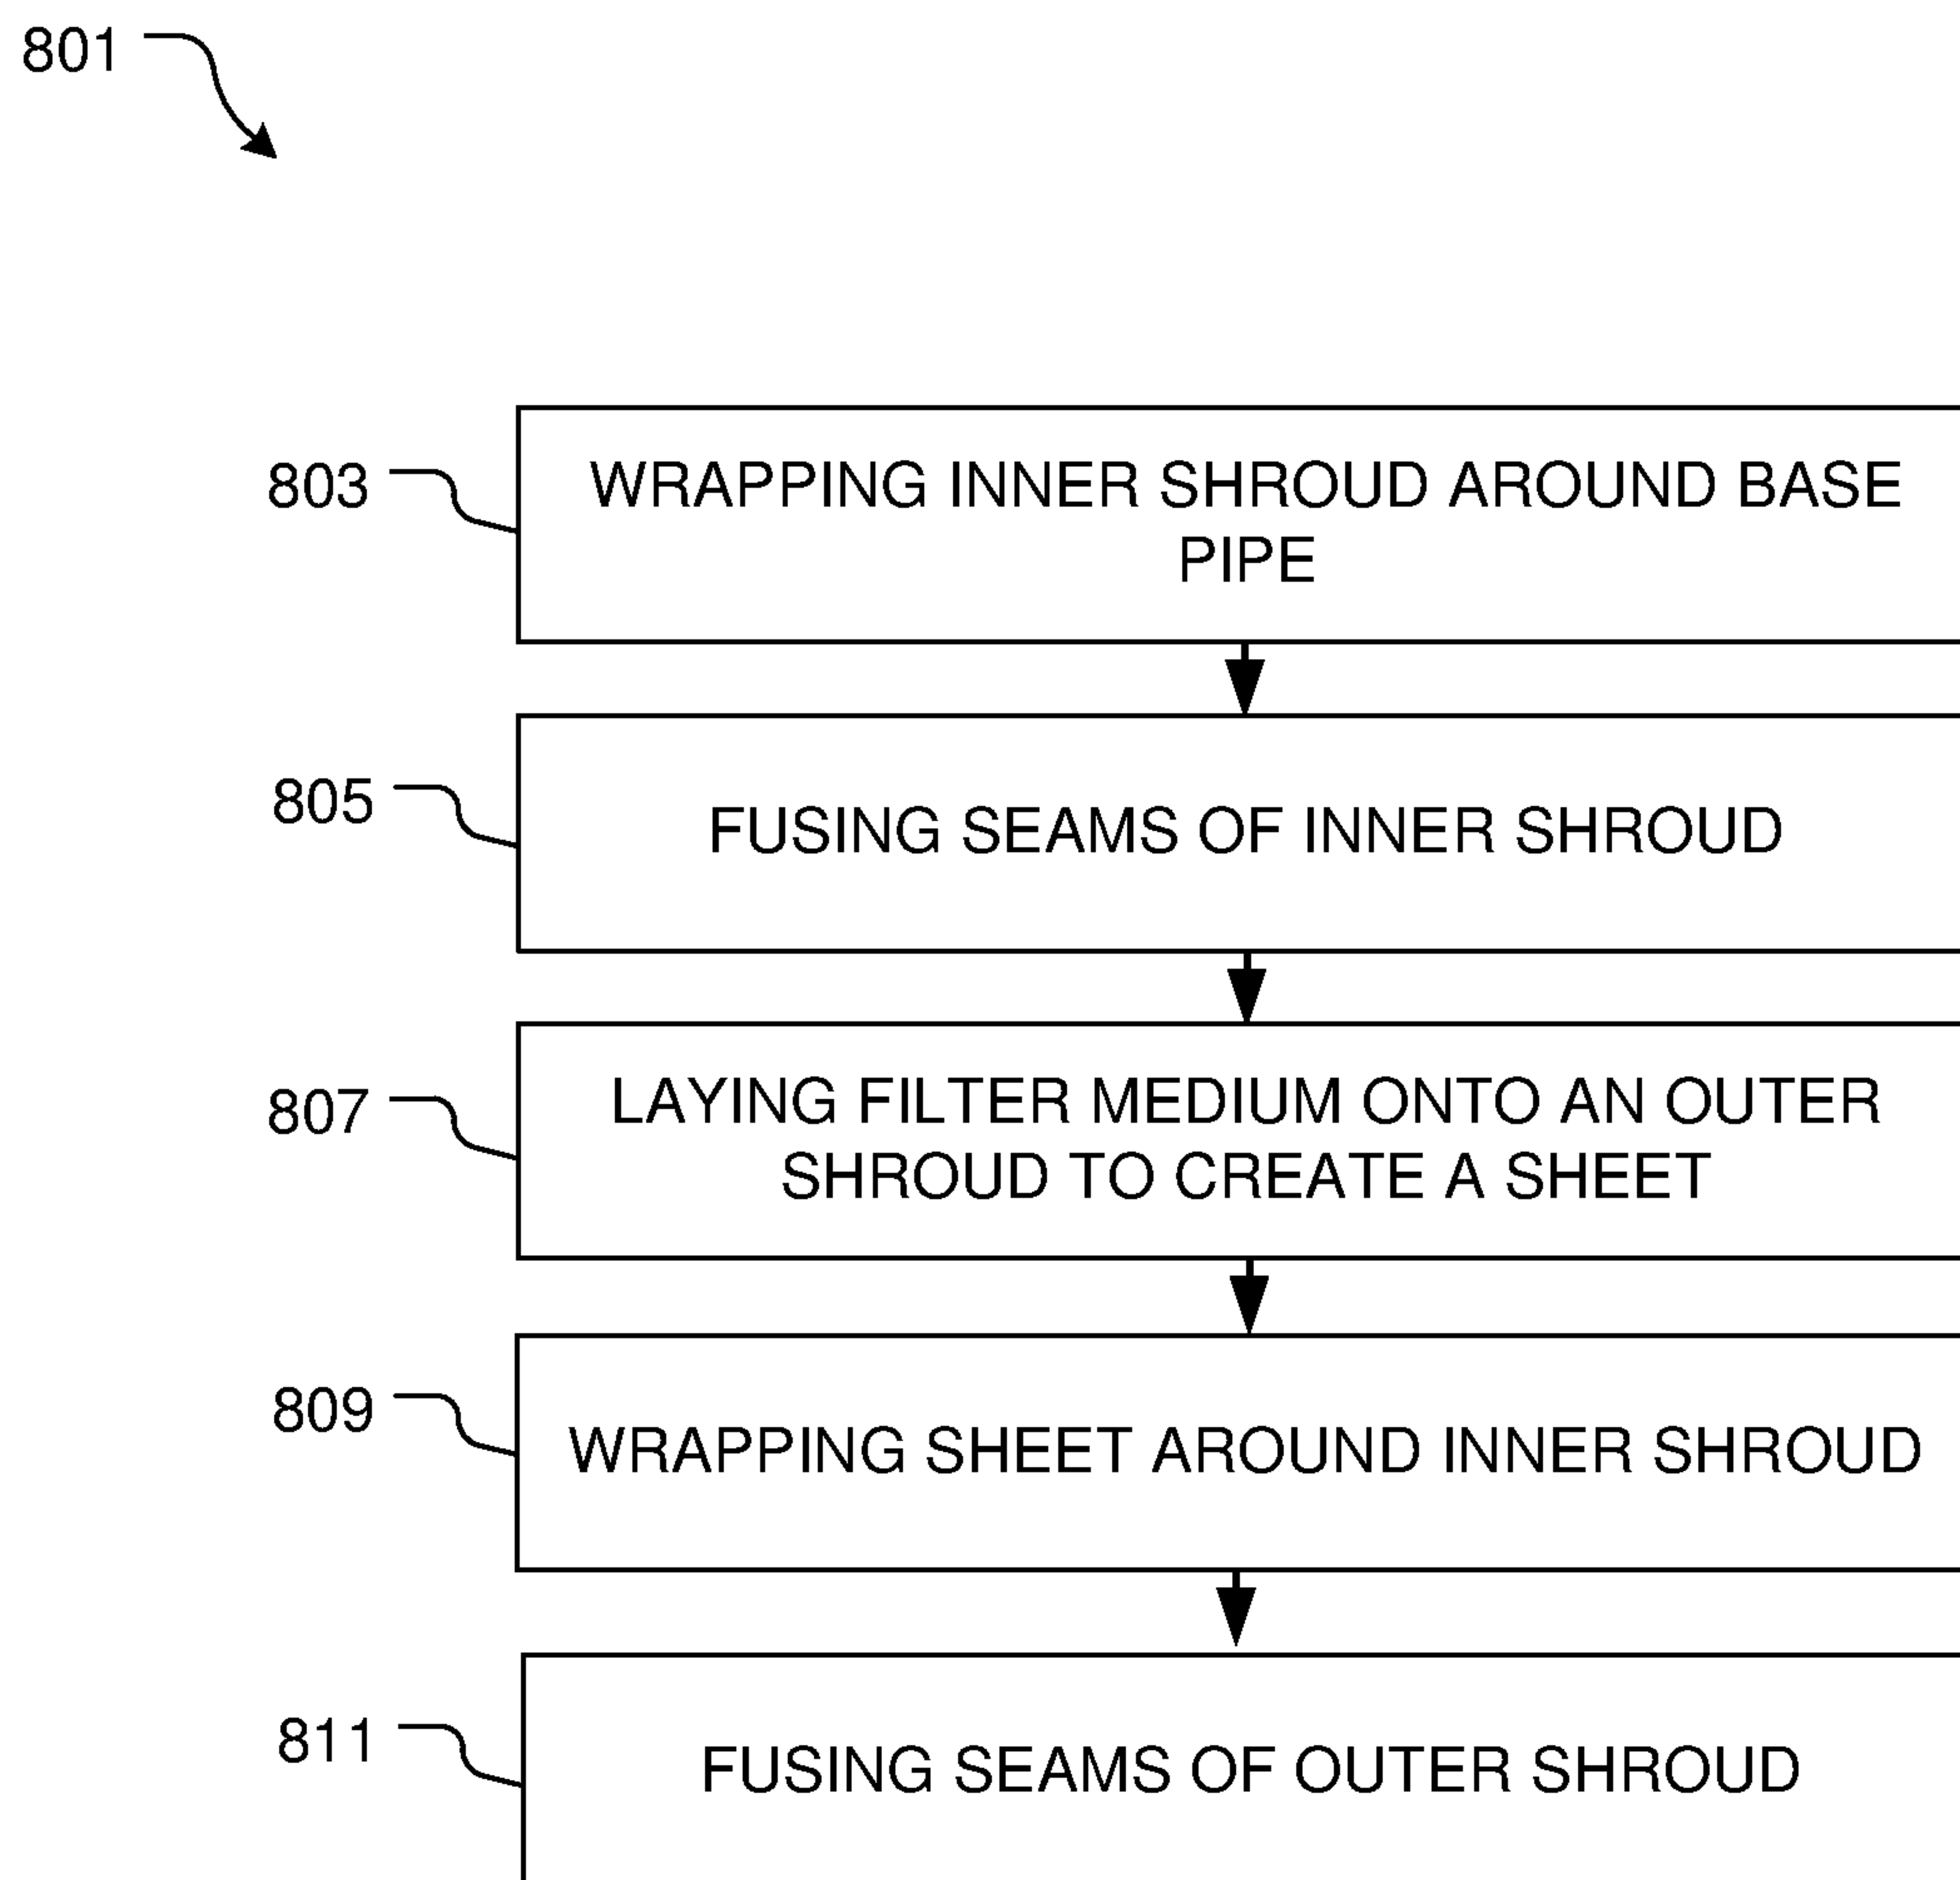 801
803
WRAPPING INNER SHROUD AROUND BASE
PIPE
805
FUSING SEAMS OF INNER SHROUD
807
LAYING FILTER MEDIUM ONTO AN OUTER
SHROUD TO CREATE A SHEET
809
WRAPPING SHEET AROUND INNER SHROUD
811
FUSING SEAMS OF OUTER SHROUD